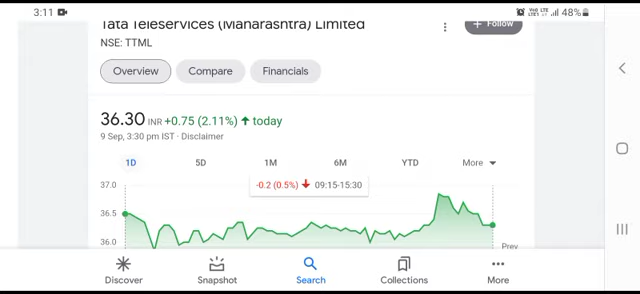 3:11 48%
Tata Teleservices (Maharashtra) Limited
+ Follow
NSE: TTML
Overview Compare Financials
36.30 INR +0.75 (2.11%) today
9 Sep, 3:30 pm IST · Disclaimer
1D 5D 1M 6M YTD More
-0.2 (0.5%) 09:15-15:30
37.0
36.5
36.0
Prev
Discover Snapshot Search Collections More